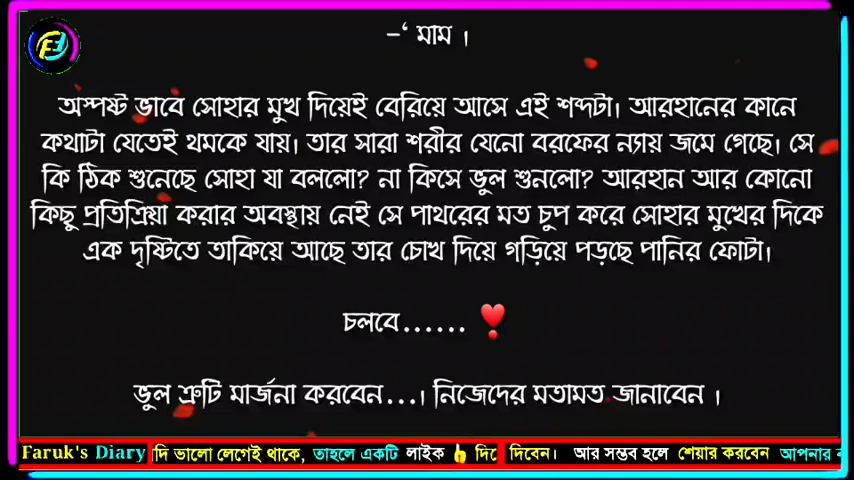 –‘ মাম ।
অস্পষ্ট ভাবে সোহার মুখ দিয়েই বেরিয়ে আসে এই শব্দটা। আরহানের কানে
কথাটা যেতেই থমকে যায়। তার সারা শরীর যেনো বরফের ন্যায় জমে গেছে। সে
কি ঠিক শুনেছে সোহা যা বললো? না কিসে ভুল শুনলো? আরহান আর কোনো
কিছু প্রতিত্রিয়া করার অবস্থায় নেই সে পাথরের মত চুপ করে সোহার মুখের দিকে
এক দৃষ্টিতে তাকিয়ে আছে তার চোখ দিয়ে গড়িয়ে পড়ছে পানির ফোটা।
চলবে...... ❣️
ভুল ত্রুটি মার্জনা করবেন...। নিজেদের মতামত জানাবেন ।
Faruk's Diary দি ভালো লেগেই থাকে, তাহলে একটি লাইক 👍 দিে দিবেন। আর সম্ভব হলে শেয়ার করবেন আপনার